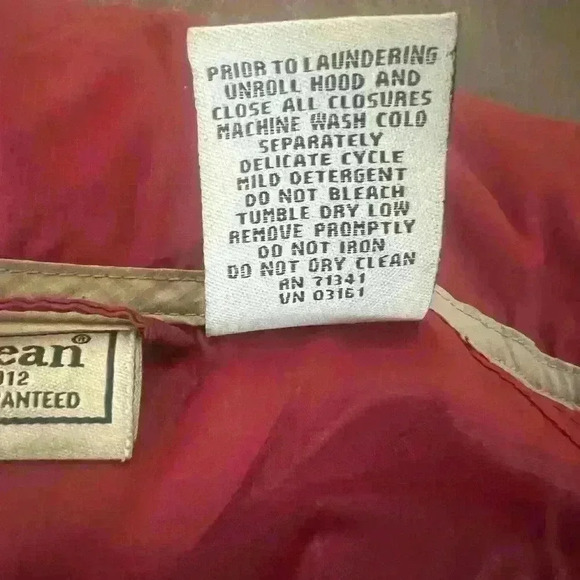 PRIOR TO LAUNDERING
UNROLL HOOD AND
CLOSE ALL CLOSURES
MACHINE WASH COLD
SEPARATELY
DELICATE CYCLE
MILD DETERGENT
DO NOT BLEACH
TUMBLE DRY LOW
REMOVE PROMPTLY
DO NOT IRON
DO NOT DRY CLEAN
RN 71341
VN 03161
ean®
912
ANTEED